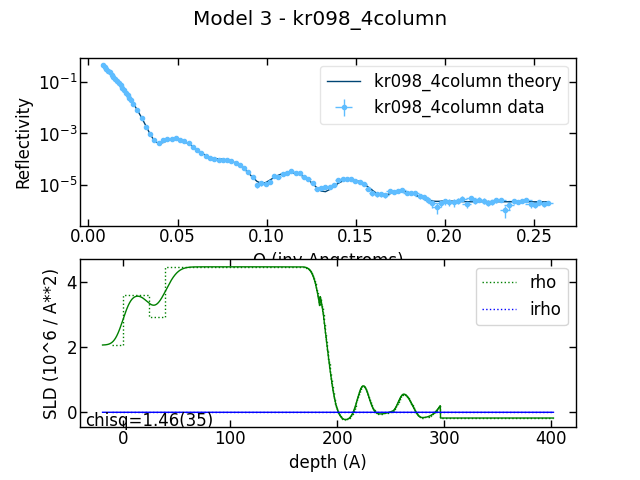 Model 3 - kr098_4column
Reflectivity
10⁻¹
10⁻³
10⁻⁵
kr098_4column theory
kr098_4column data
0.00 0.05 0.10 0.15 0.20 0.25
Q (inv Angstroms)
SLD (10^6 / A**2)
4
2
0
rho
irho
chisq=1.46(35)
0 100 200 300 400
depth (A)